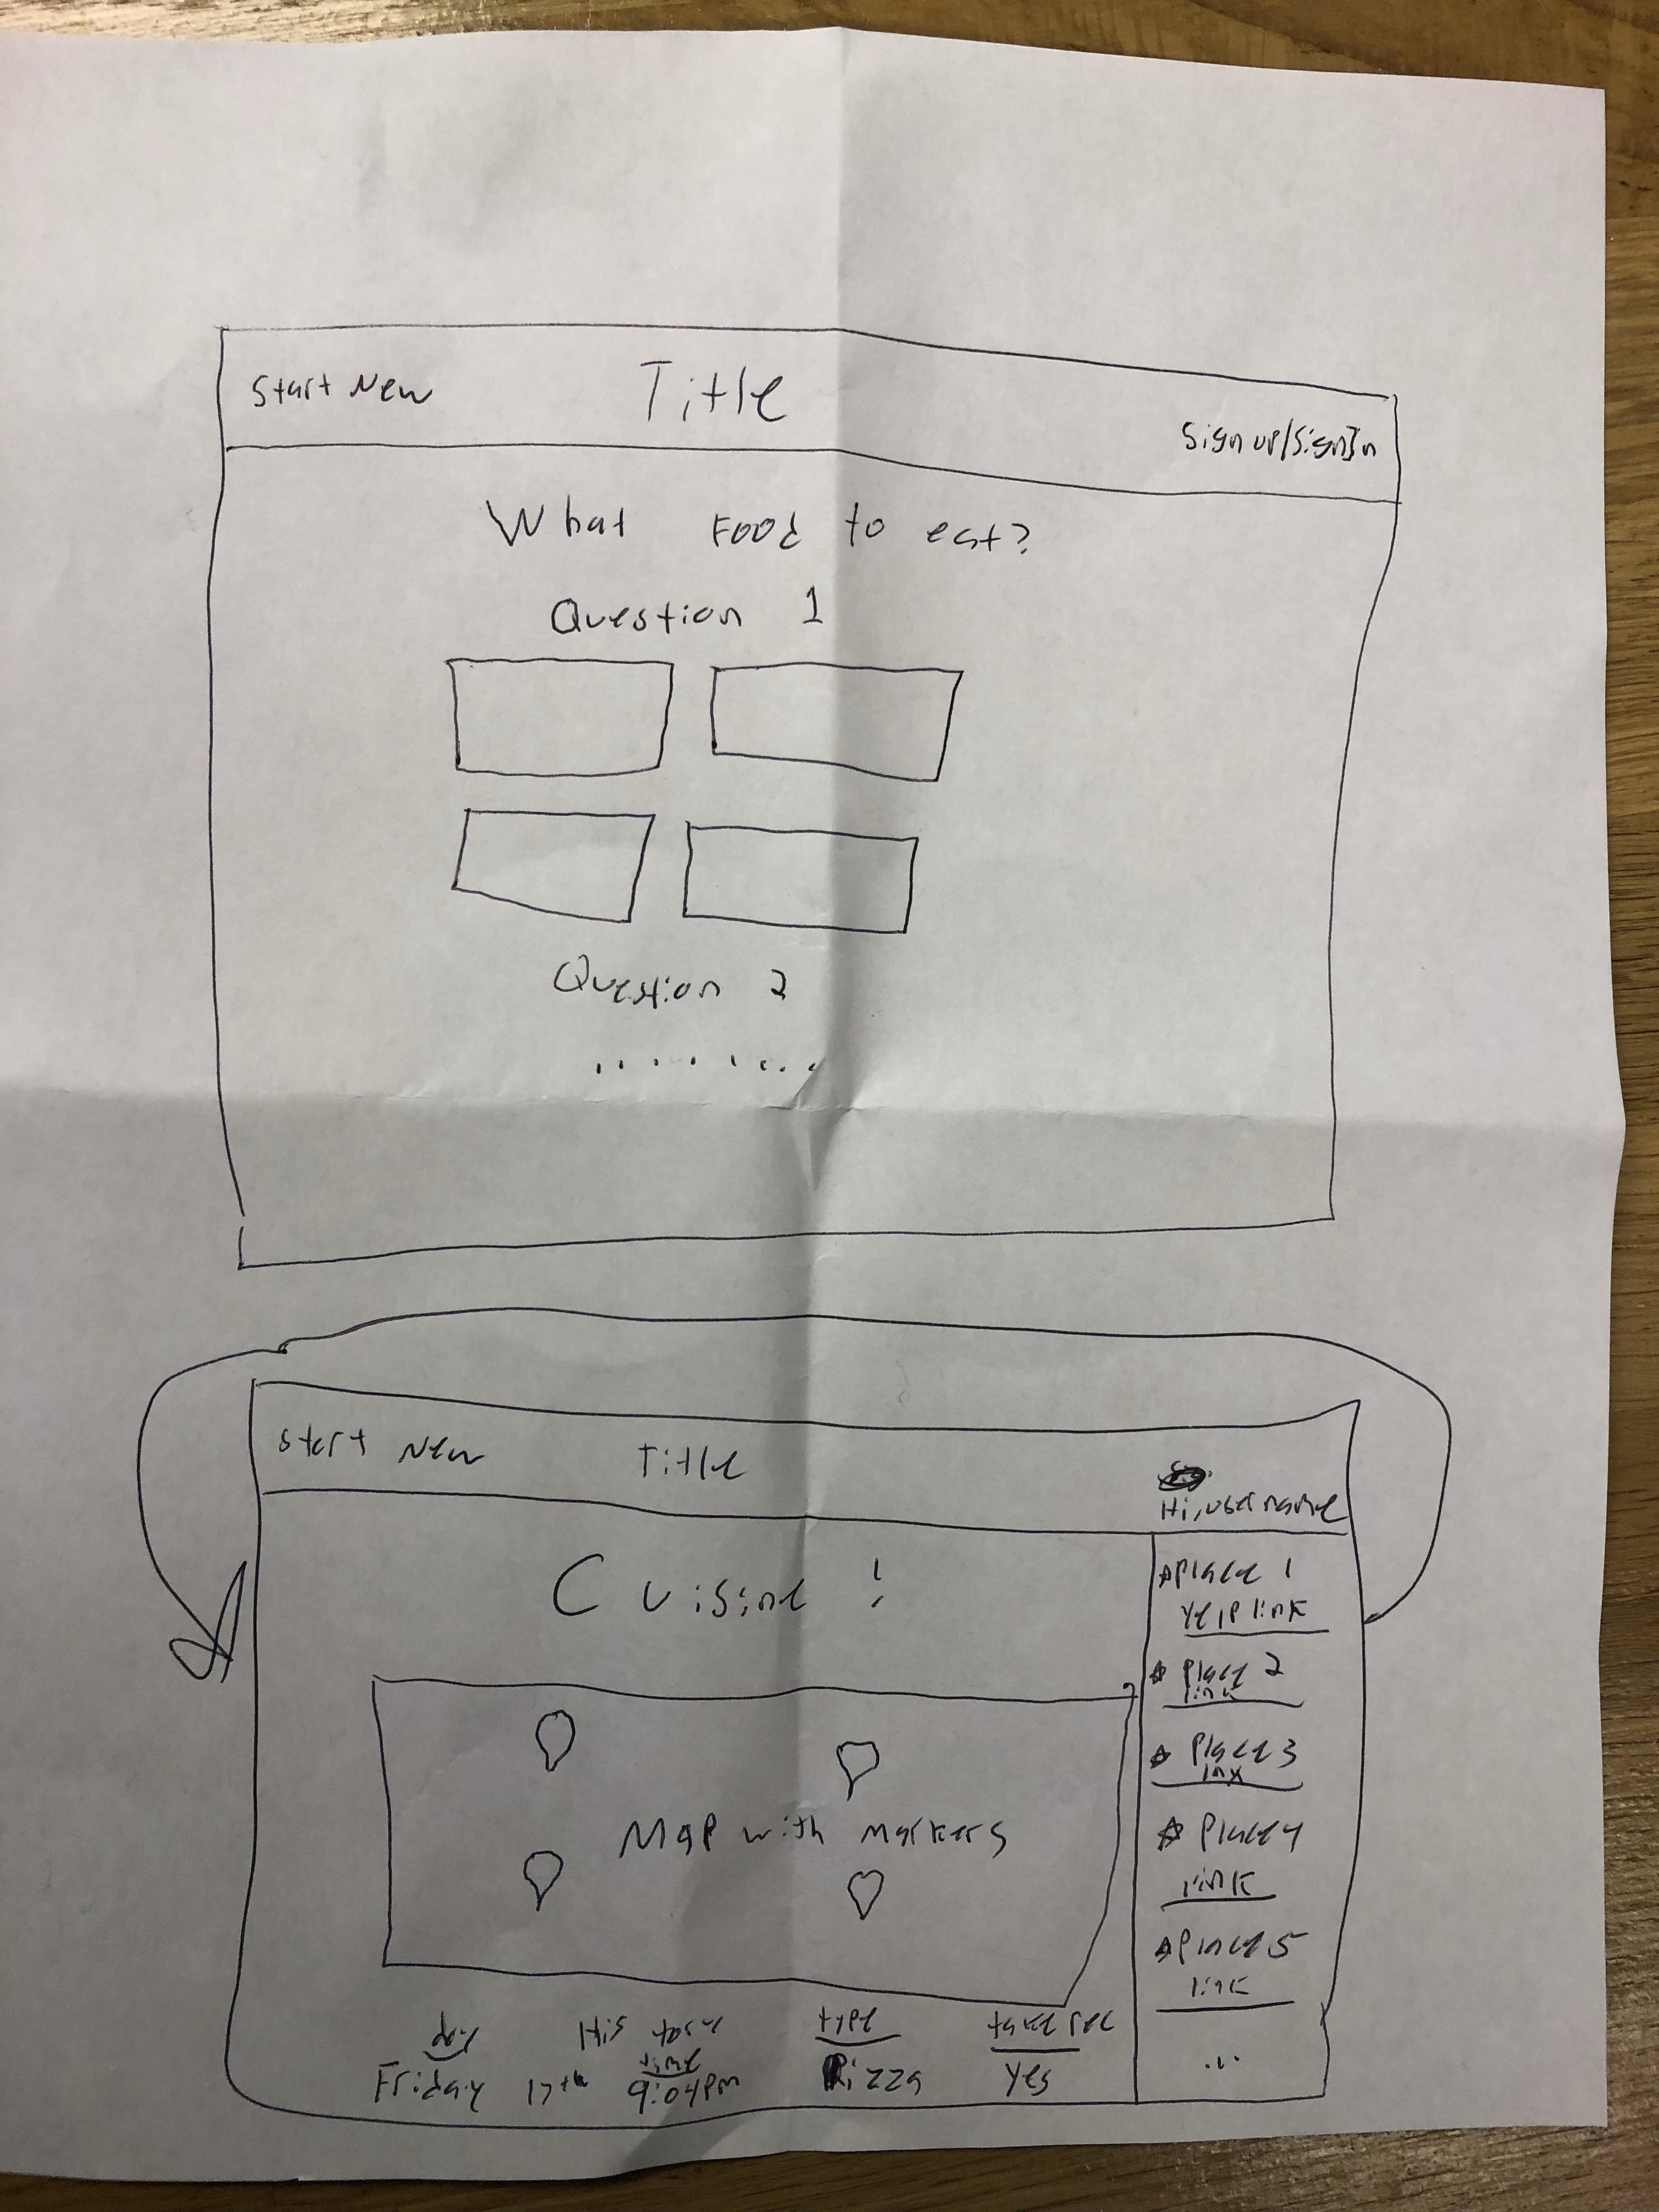 Start New
Title
Sign up/SignIn
What Food to eat?
Question 1
Question 2
.........
Start New
Title
Hi, username
Cuisine !
Place 1
Yelp link
Place 2
link
Place 3
link
Map with markers
Place 4
link
Place 5
link
...
History
day
time
type
take rec
Friday 17th 9:04pm Pizza Yes